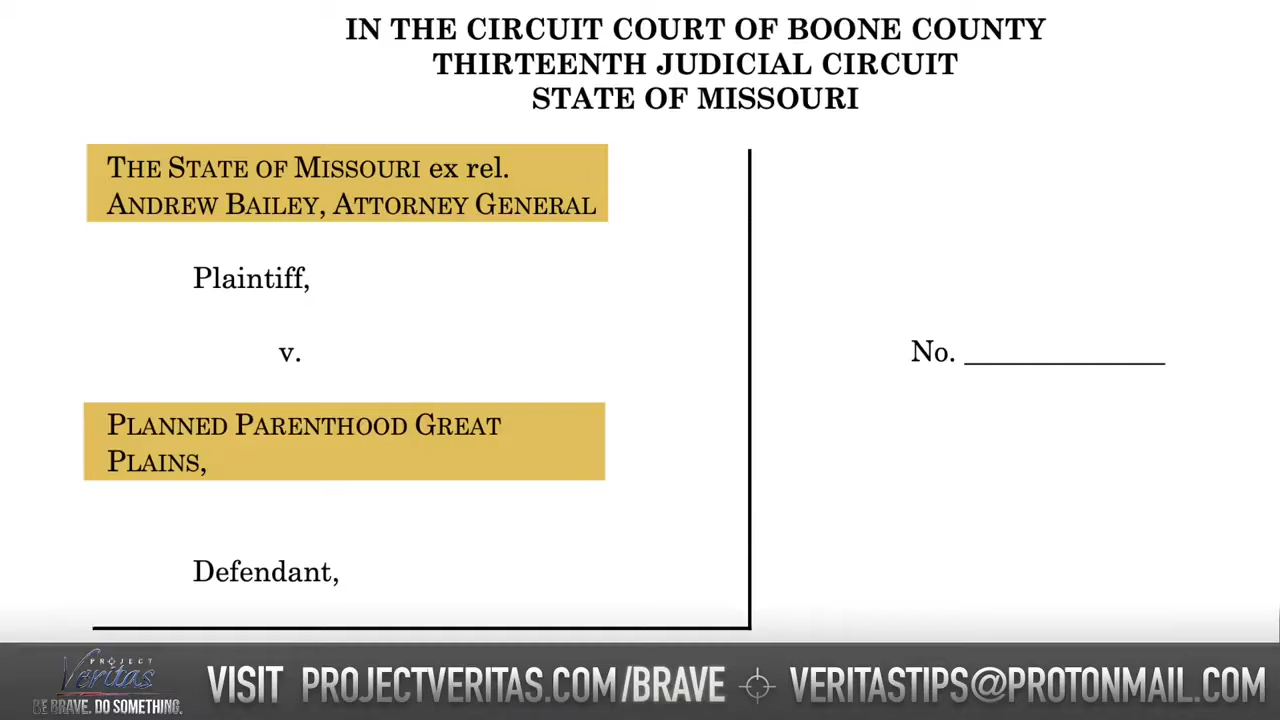 IN THE CIRCUIT COURT OF BOONE COUNTY
THIRTEENTH JUDICIAL CIRCUIT
STATE OF MISSOURI
THE STATE OF MISSOURI ex rel.
ANDREW BAILEY, ATTORNEY GENERAL
Plaintiff,
v.
No. ______________
PLANNED PARENTHOOD GREAT
PLAINS,
Defendant,
PROJECT
Veritas
BE BRAVE. DO SOMETHING.
VISIT PROJECTVERITAS.COM/BRAVE VERITASTIPS@PROTONMAIL.COM